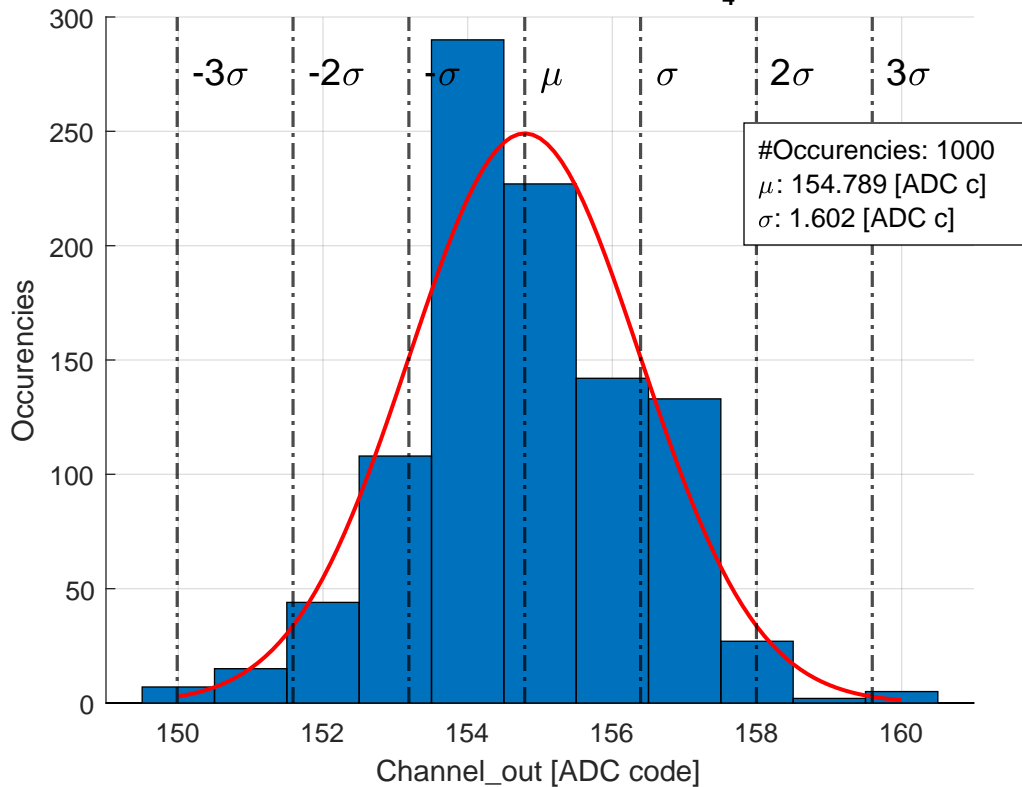 4
300
250
200
150
100
50
0
-3σ -2σ -σ μ σ 2σ 3σ
#Occurencies: 1000
μ: 154.789 [ADC c]
σ: 1.602 [ADC c]
Occurencies
150 152 154 156 158 160
Channel_out [ADC code]